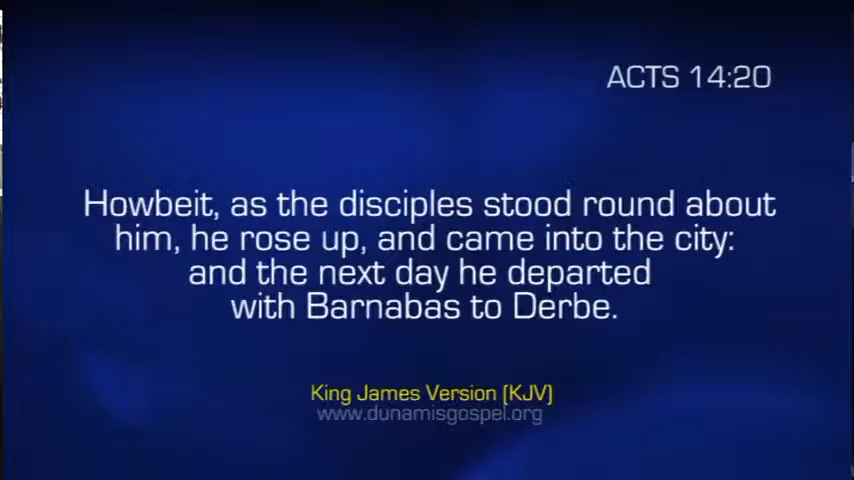 ACTS 14:20
Howbeit, as the disciples stood round about
him, he rose up, and came into the city:
and the next day he departed
with Barnabas to Derbe.
King James Version (KJV)
www.dunamisgospel.org